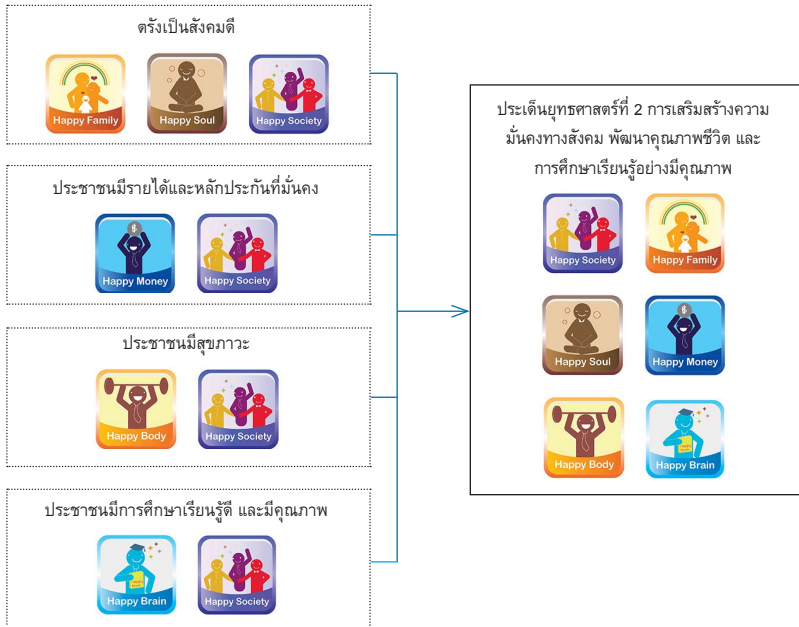 ตรังเป็นสังคมดี
Happy Family
Happy Soul
Happy Society
ประชาชนมีรายได้และหลักประกันที่มั่นคง
Happy Money
Happy Society
ประชาชนมีสุขภาวะ
Happy Body
Happy Society
ประชาชนมีการศึกษาเรียนรู้ดี และมีคุณภาพ
Happy Brain
Happy Society
ประเด็นยุทธศาสตร์ที่ 2 การเสริมสร้างความ
มั่นคงทางสังคม พัฒนาคุณภาพชีวิต และ
การศึกษาเรียนรู้อย่างมีคุณภาพ
Happy Society
Happy Family
Happy Soul
Happy Money
Happy Body
Happy Brain